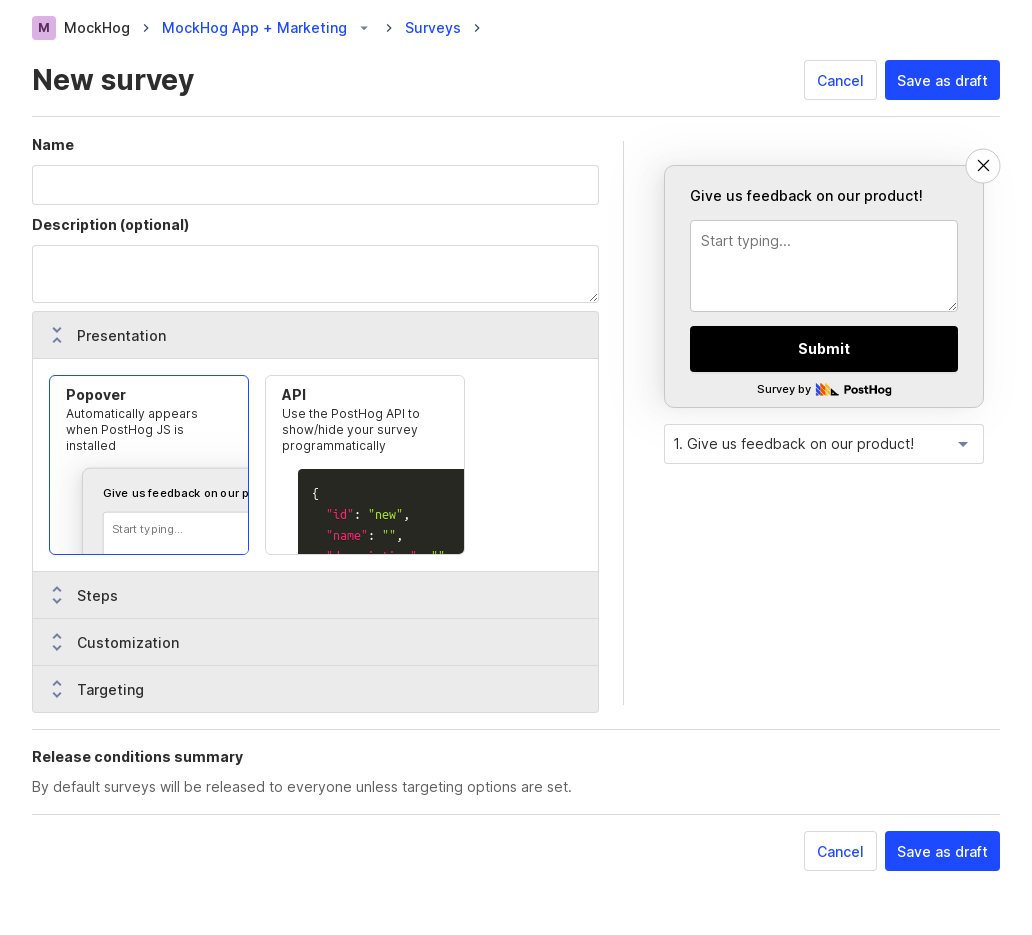 M MockHog MockHog App + Marketing Surveys
New survey
Cancel Save as draft
Name
Description (optional)
Presentation
Popover
Automatically appears
when PostHog JS is
installed
Give us feedback on our p
Start typing...
API
Use the PostHog API to
show/hide your survey
programmatically
{
"id": "new",
"name": "",
Steps
Customization
Targeting
Give us feedback on our product!
Start typing...
Submit
Survey by PostHog
1. Give us feedback on our product!
Release conditions summary
By default surveys will be released to everyone unless targeting options are set.
Cancel Save as draft